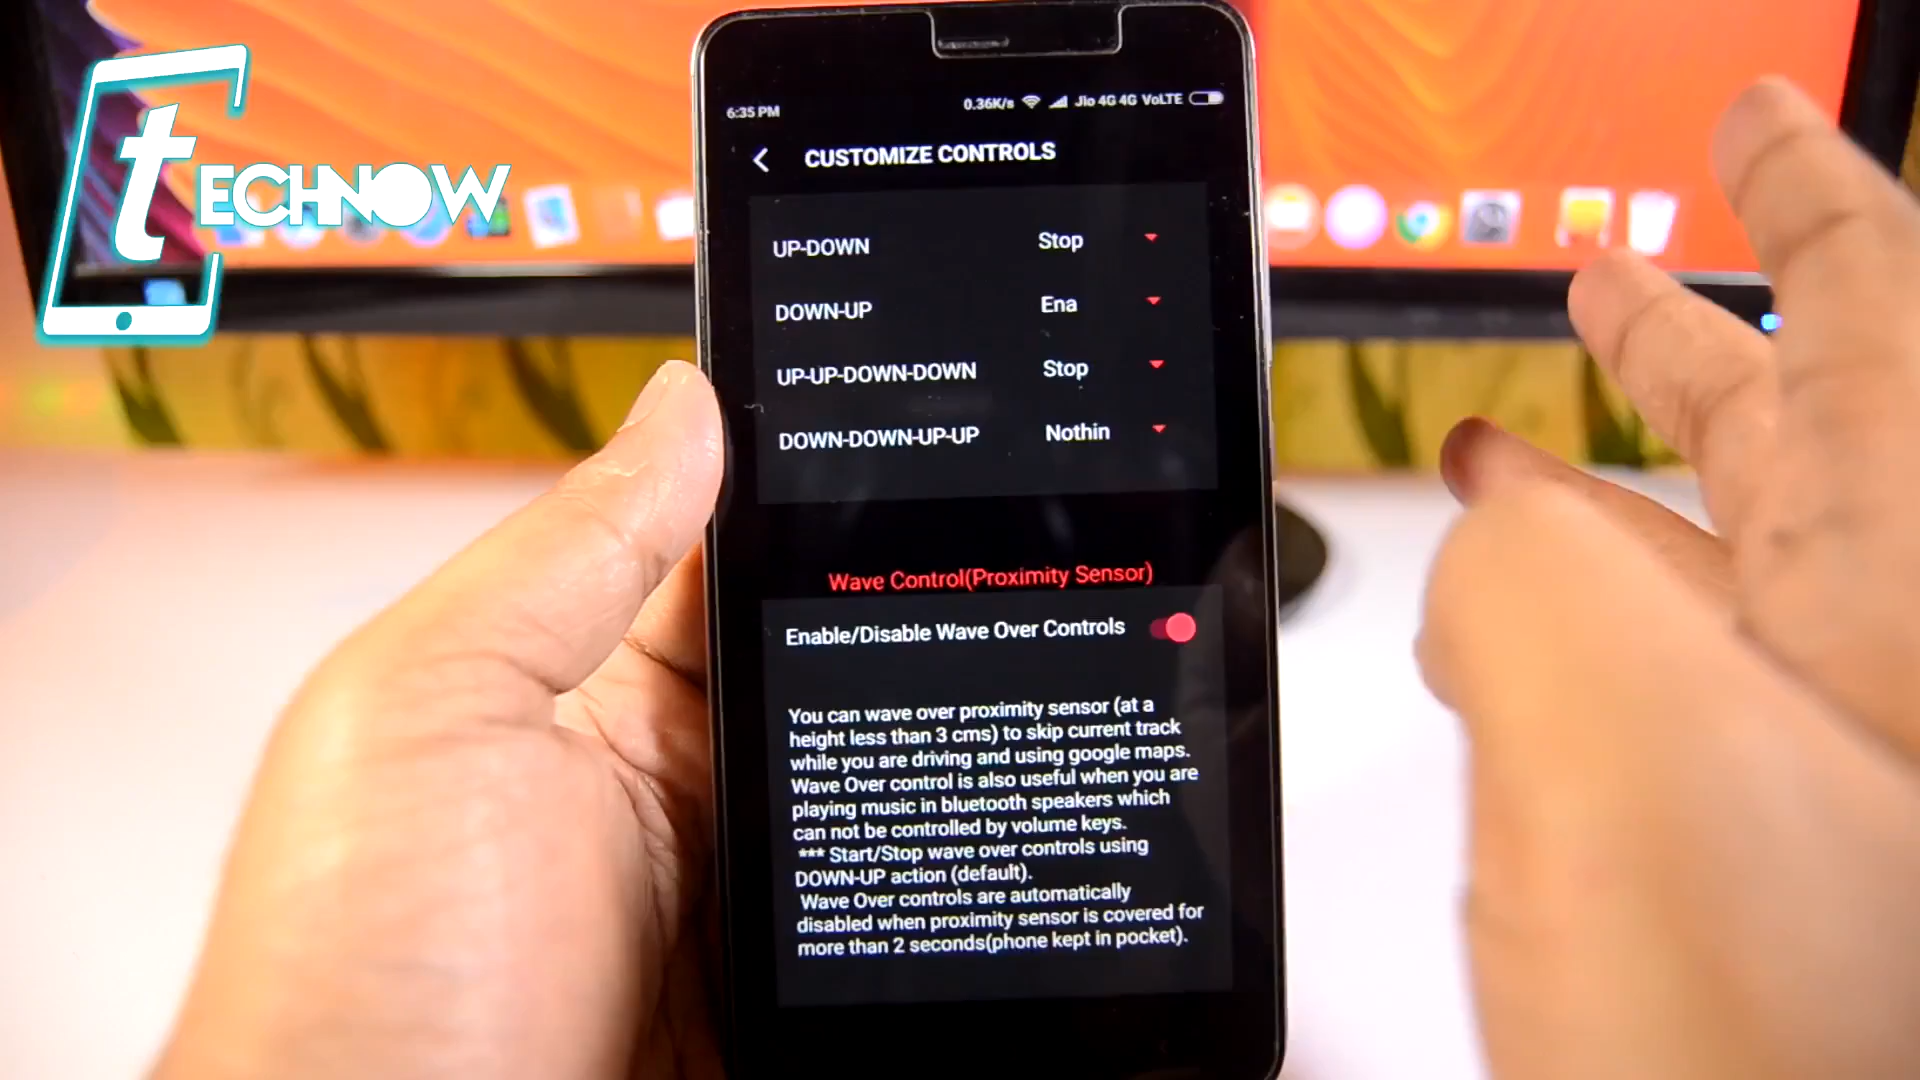 tECHNOW
6:35 PM 0.36K/s Jio 4G 4G VoLTE
CUSTOMIZE CONTROLS
UP-DOWN Stop
DOWN-UP Ena
UP-UP-DOWN-DOWN Stop
DOWN-DOWN-UP-UP Nothin
Wave Control(Proximity Sensor)
Enable/Disable Wave Over Controls
You can wave over proximity sensor (at a
height less than 3 cms) to skip current track
while you are driving and using google maps.
Wave Over control is also useful when you are
playing music in bluetooth speakers which
can not be controlled by volume keys.
*** Start/Stop wave over controls using
DOWN-UP action (default).
Wave Over controls are automatically
disabled when proximity sensor is covered for
more than 2 seconds(phone kept in pocket).